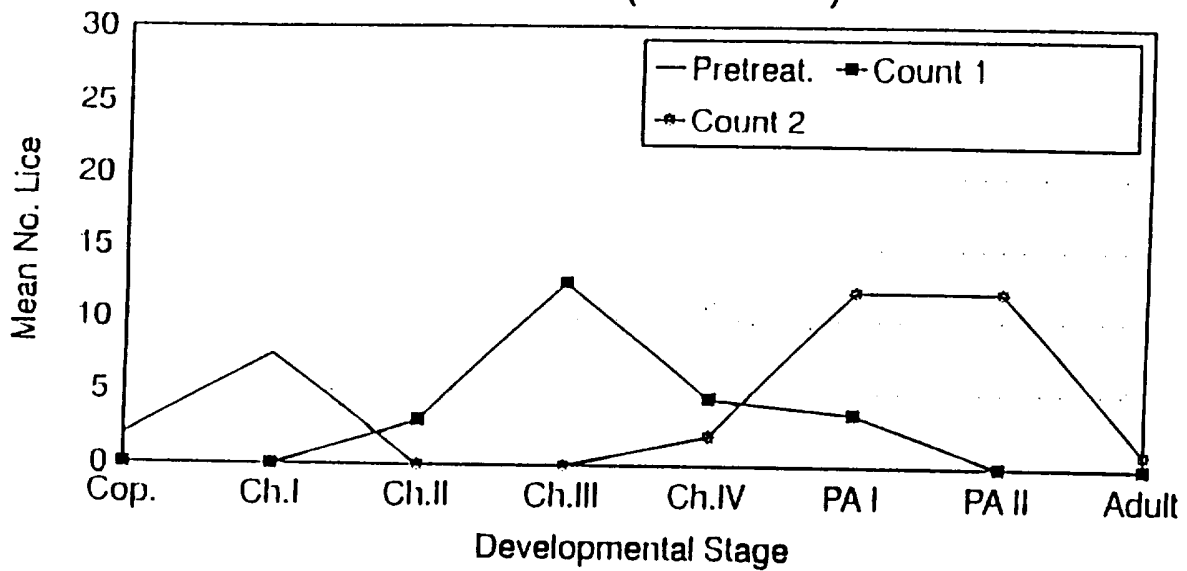 30
25
20
15
10
5
0
Mean No. Lice
Pretreat. Count 1
Count 2
Cop. Ch.I Ch.II Ch.III Ch.IV PA I PA II Adult
Developmental Stage